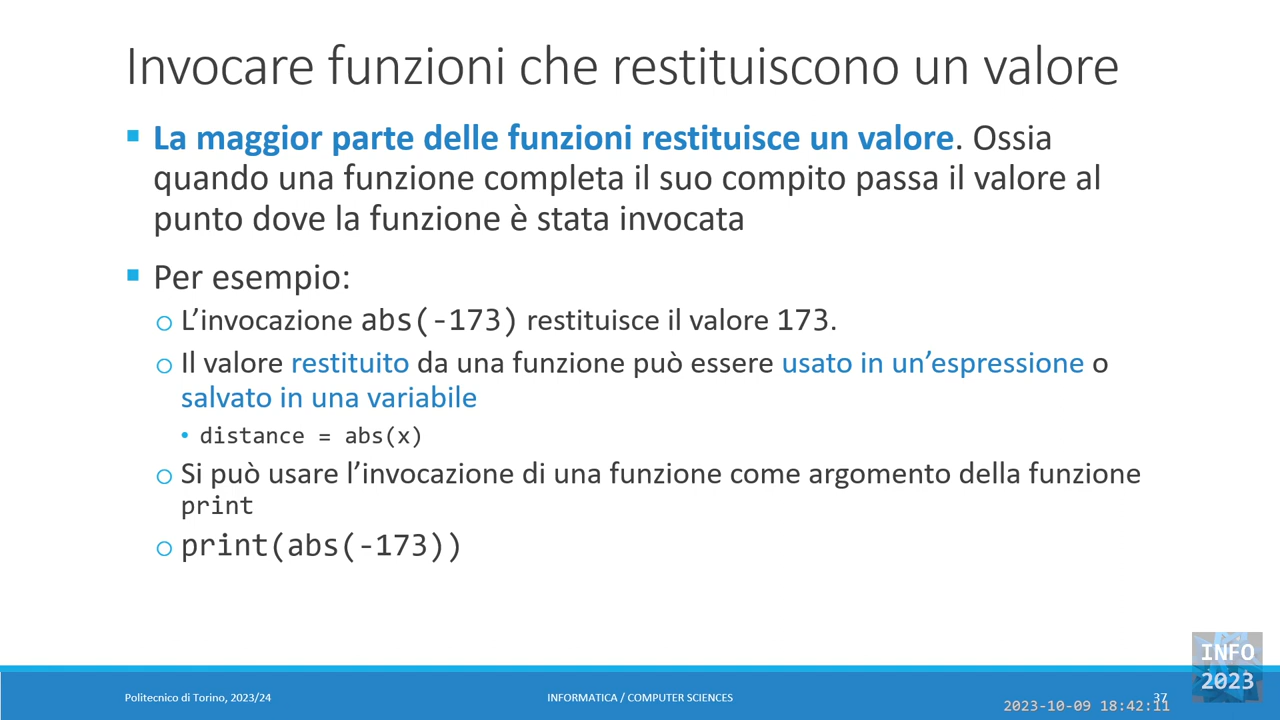 Invocare funzioni che restituiscono un valore
La maggior parte delle funzioni restituisce un valore. Ossia
quando una funzione completa il suo compito passa il valore al
punto dove la funzione è stata invocata
Per esempio:
L’invocazione abs(-173) restituisce il valore 173.
Il valore restituito da una funzione può essere usato in un’espressione o
salvato in una variabile
distance = abs(x)
Si può usare l’invocazione di una funzione come argomento della funzione
print
print(abs(-173))
INFO
2023
Politecnico di Torino, 2023/24
INFORMATICA / COMPUTER SCIENCES
37
2023-10-09 18:42:11